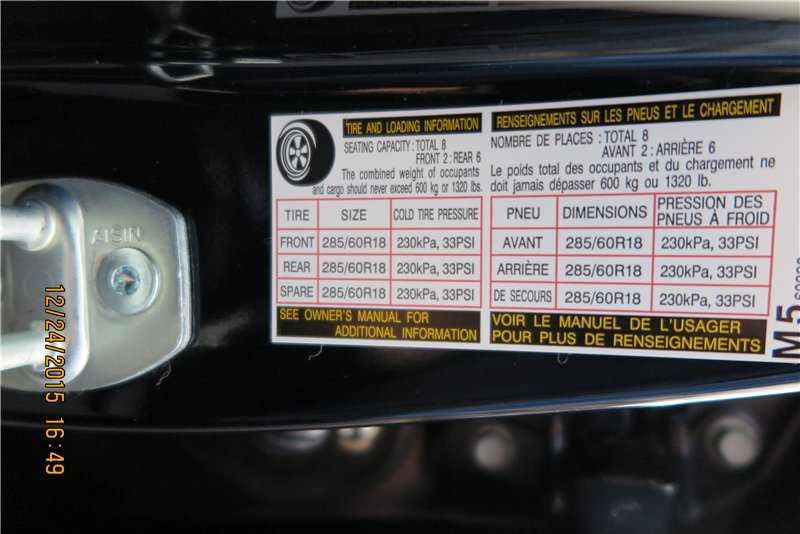 TIRE AND LOADING INFORMATION
SEATING CAPACITY : TOTAL 8
FRONT 2 : REAR 6
The combined weight of occupants
and cargo should never exceed 600 kg or 1320 lbs.
TIRE SIZE COLD TIRE PRESSURE
FRONT 285/60R18 230kPa, 33PSI
REAR 285/60R18 230kPa, 33PSI
SPARE 285/60R18 230kPa, 33PSI
SEE OWNER'S MANUAL FOR
ADDITIONAL INFORMATION
RENSEIGNEMENTS SUR LES PNEUS ET LE CHARGEMENT
NOMBRE DE PLACES : TOTAL 8
AVANT 2 : ARRIÈRE 6
Le poids total des occupants et du chargement ne
doit jamais dépasser 600 kg ou 1320 lb.
PNEU DIMENSIONS PRESSION DES
PNEUS À FROID
AVANT 285/60R18 230kPa, 33PSI
ARRIÈRE 285/60R18 230kPa, 33PSI
DE SECOURS 285/60R18 230kPa, 33PSI
VOIR LE MANUEL DE L'USAGER
POUR PLUS DE RENSEIGNEMENTS
M 5
AISIN
12/24/2015 16:49